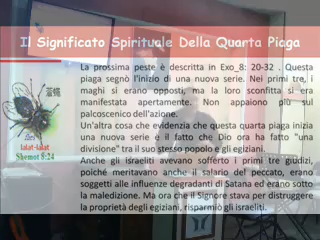 Il Significato Spirituale Della Quarta Piaga
La prossima peste è descritta in Exo_8: 20-32 . Questa
piaga segnò l'inizio di una nuova serie. Nei primi tre, i
maghi si erano opposti, ma la loro sconfitta si era
manifestata apertamente. Non appaiono più sul
palcoscenico dell'azione.
Un'altra cosa che evidenzia che questa quarta piaga inizia
una nuova serie è il fatto che Dio ora ha fatto "una
divisione" tra il suo stesso popolo e gli egiziani.
Anche gli israeliti avevano sofferto i primi tre giudizi,
poiché meritavano anche il salario del peccato, erano
soggetti alle influenze degradanti di Satana ed erano sotto
la maledizione. Ma ora che il Signore stava per distruggere
la proprietà degli egiziani, risparmiò gli israeliti.
lalat-lalat
Shemot 8:24